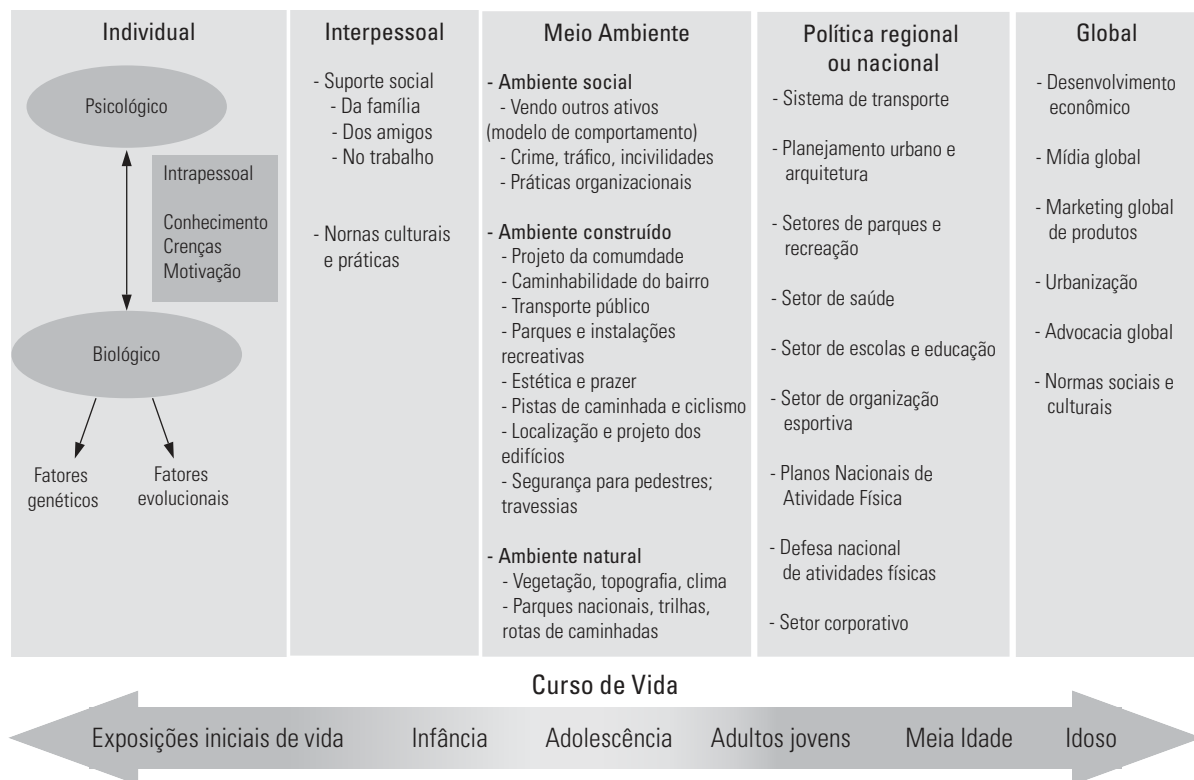 Individual
Psicológico
Intrapessoal
Conhecimento
Crenças
Motivação
Biológico
Fatores
genéticos
Fatores
evolucionais
Interpessoal
- Suporte social
- Da família
- Dos amigos
- No trabalho
- Nornas culturais
e práticas
Meio Ambiente
- Ambiente social
- Vendo outros ativos
(modelo de comportamento)
- Crime, tráfico, incivilidades
- Práticas organizacionais
- Ambiente construído
- Projeto da comumdade
- Caminhabilidade do bairro
- Transporte público
- Parques e instalações
recreativas
- Estética e prazer
- Pistas de caminhada e ciclismo
- Localização e projeto dos
edifícios
- Segurança para pedestres;
travessias
- Ambiente natural
- Vegetação, topografia, clima
- Parques nacionais, trilhas,
rotas de caminhadas
Política regional
ou nacional
- Sistema de transporte
- Planejamento urbano e
arquitetura
- Setores de parques e
recreação
- Setor de saúde
- Setor de escolas e educação
- Setor de organização
esportiva
- Planos Nacionais de
Atividade Física
- Defesa nacional
de atividades físicas
- Setor corporativo
Global
- Desenvolvimento
econômico
- Mídia global
- Marketing global
de produtos
- Urbanização
- Advocacia global
- Normas sociais e
culturais
Curso de Vida
Exposições iniciais de vida Infância Adolescência Adultos jovens Meia Idade Idoso